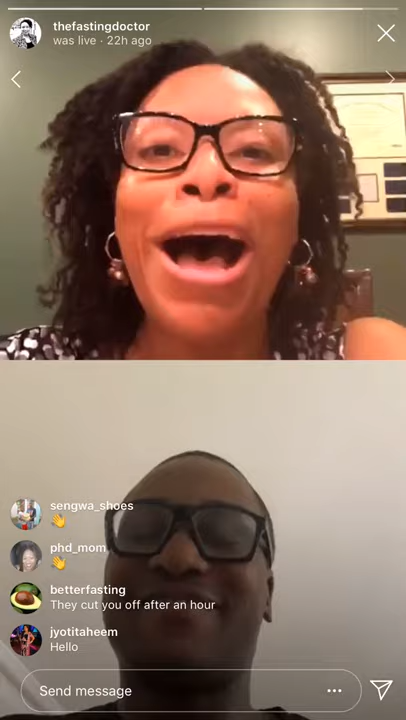 thefastingdoctor
was live · 22h ago
sengwa_shoes
👋
phd_mom
👋
betterfasting
They cut you off after an hour
jyotitaheem
Hello
Send message